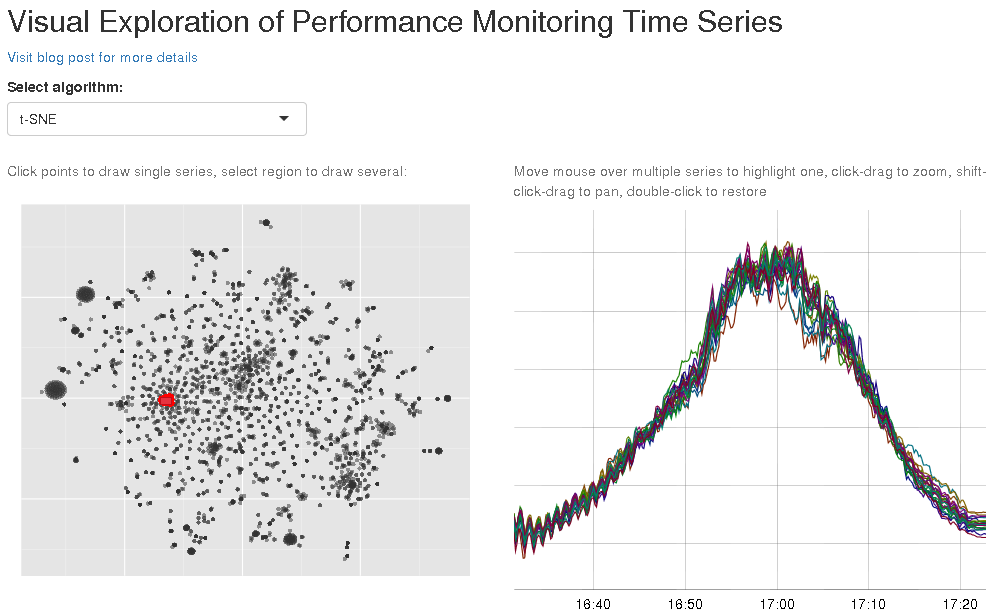 Visual Exploration of Performance Monitoring Time Series
Visit blog post for more details
Select algorithm:
t-SNE
Click points to draw single series, select region to draw several:
Move mouse over multiple series to highlight one, click-drag to zoom, shift-
click-drag to pan, double-click to restore
16:40 16:50 17:00 17:10 17:20